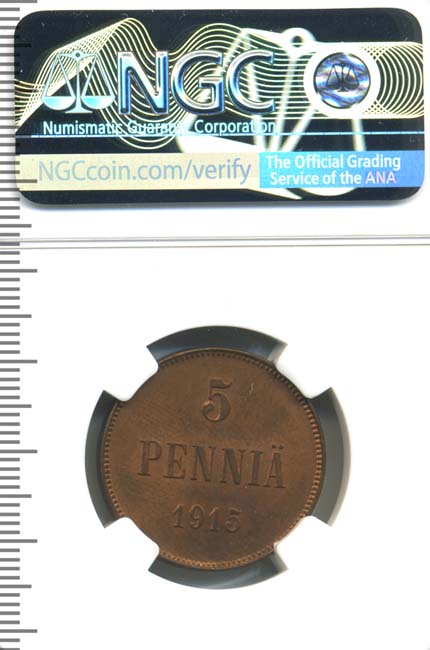 NGC
Numismatic Guaranty Corporation
NGCcoin.com/verify
The Official Grading
Service of the ANA
5
PENNIÄ
1915